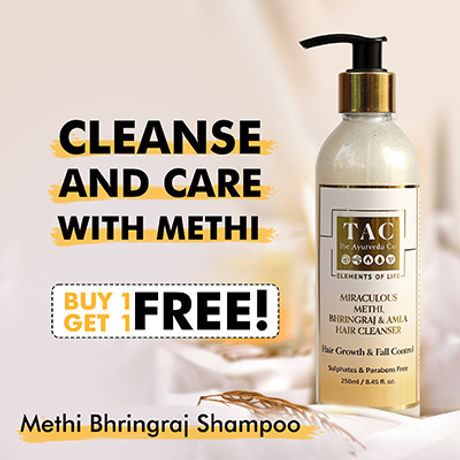 CLEANSE
AND CARE
WITH METHI
BUY 1
GET 1
FREE!
Methi Bhringraj Shampoo
TAC
The Ayurveda Co.
ELEMENTS OF LIFE
MIRACULOUS
METHI,
BHRINGRAJ & AMLA
HAIR CLEANSER
Hair Growth & Fall Control
Sulphates & Parabens Free
250ml / 8.45 fl. oz.